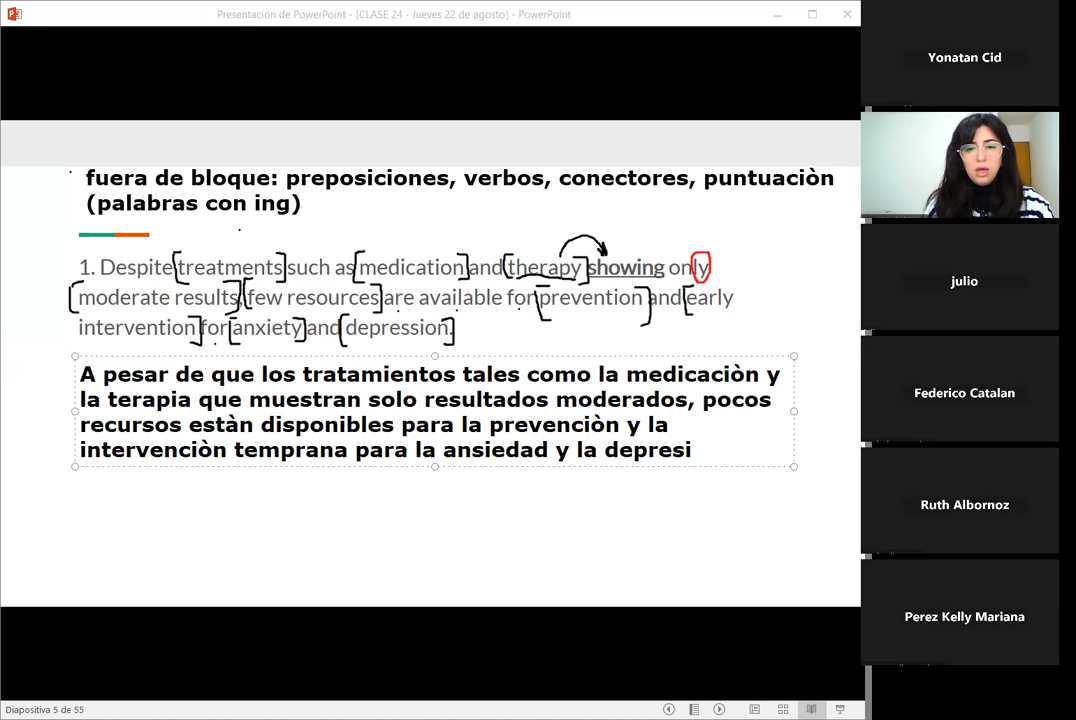 Presentación de PowerPoint - [CLASE 24 - Jueves 22 de agosto] - PowerPoint
fuera de bloque: preposiciones, verbos, conectores, puntuaciòn
(palabras con ing)
1. Despite treatments such as medication and therapy showing only
moderate results, few resources are available for prevention and early
intervention for anxiety and depression.
A pesar de que los tratamientos tales como la medicaciòn y
la terapia que muestran solo resultados moderados, pocos
recursos estàn disponibles para la prevenciòn y la
intervenciòn temprana para la ansiedad y la depresi
Diapositiva 5 de 55
Yonatan Cid
julio
Federico Catalan
Ruth Albornoz
Perez Kelly Mariana